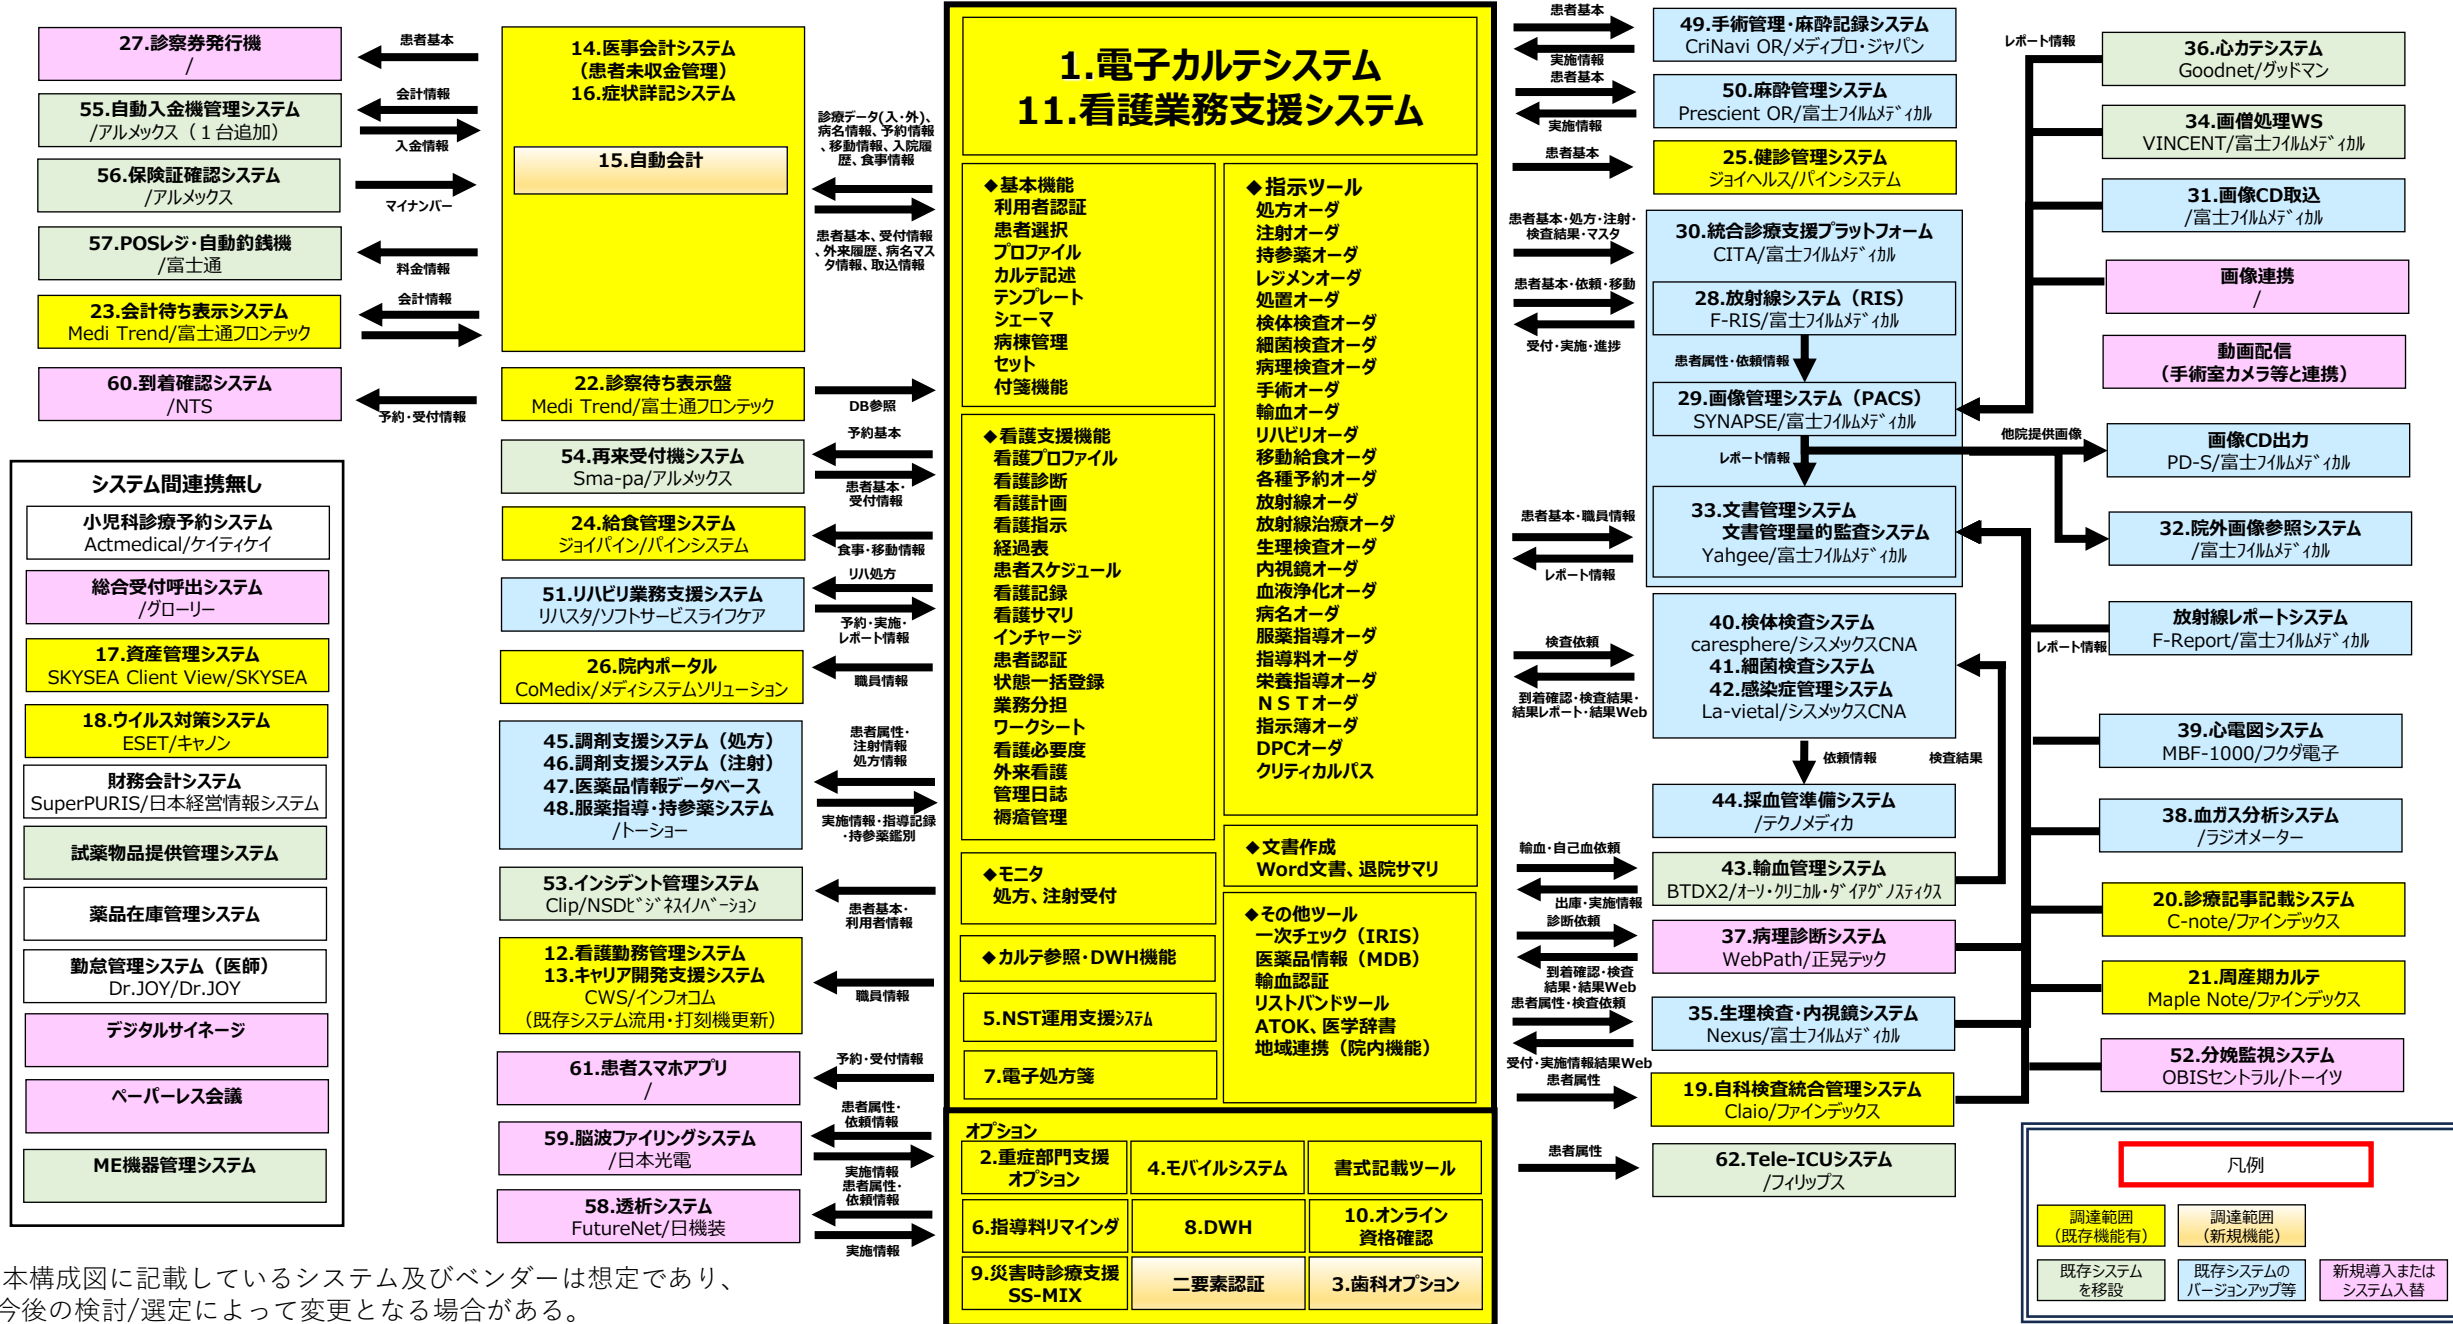 27.診察券発行機
/
患者基本
55.自動入金機管理システム
/アルメックス（１台追加）
会計情報
入金情報
56.保険証確認システム
/アルメックス
マイナンバー
57.POSレジ・自動釣銭機
/富士通
料金情報
23.会計待ち表示システム
Medi Trend/富士通フロンテック
会計情報
60.到着確認システム
/NTS
予約・受付情報
システム間連携無し
小児科診療予約システム
Actmedical/ケイティケイ
総合受付呼出システム
/グローリー
17.資産管理システム
SKYSEA Client View/SKYSEA
18.ウイルス対策システム
ESET/キャノン
財務会計システム
SuperPURIS/日本経営情報システム
試薬物品提供管理システム
薬品在庫管理システム
勤怠管理システム（医師）
Dr.JOY/Dr.JOY
デジタルサイネージ
ペーパーレス会議
ME機器管理システム
本構成図に記載しているシステム及びベンダーは想定であり、
今後の検討/選定によって変更となる場合がある。
14.医事会計システム
（患者未収金管理）
16.症状詳記システム
15.自動会計
診療データ(入・外)、
病名情報、予約情報
、移動情報、入院履
歴、食事情報
患者基本、受付情報
、外来履歴、病名マス
タ情報、取込情報
22.診察待ち表示盤
Medi Trend/富士通フロンテック
DB参照
54.再来受付機システム
Sma-pa/アルメックス
予約基本
患者基本・
受付情報
24.給食管理システム
ジョイパイン/パインシステム
食事・移動情報
51.リハビリ業務支援システム
リハスタ/ソフトサービスライフケア
リハ処方
予約・実施・
レポート情報
26.院内ポータル
CoMedix/メディシステムソリューション
職員情報
45.調剤支援システム（処方）
46.調剤支援システム（注射）
47.医薬品情報データベース
48.服薬指導・持参薬システム
/トーショー
患者属性・
注射情報
処方情報
実施情報・指導記録
・持参薬鑑別
53.インシデント管理システム
Clip/NSDﾋﾞｼﾞﾈｽｲﾉﾍﾞｰｼｮﾝ
患者基本・
利用者情報
12.看護勤務管理システム
13.キャリア開発支援システム
CWS/インフォコム
（既存システム流用・打刻機更新）
職員情報
61.患者スマホアプリ
/
予約・受付情報
59.脳波ファイリングシステム
/日本光電
患者属性・
依頼情報
実施情報
58.透析システム
FutureNet/日機装
患者属性・
依頼情報
実施情報
1.電子カルテシステム
11.看護業務支援システム
◆基本機能
利用者認証
患者選択
プロファイル
カルテ記述
テンプレート
シェーマ
病棟管理
セット
付箋機能
◆看護支援機能
看護プロファイル
看護診断
看護計画
看護指示
経過表
患者スケジュール
看護記録
看護サマリ
インチャージ
患者認証
状態一括登録
業務分担
ワークシート
看護必要度
外来看護
管理日誌
褥瘡管理
◆モニタ
処方、注射受付
◆カルテ参照・DWH機能
5.NST運用支援ｼｽﾃﾑ
7.電子処方箋
◆指示ツール
処方オーダ
注射オーダ
持参薬オーダ
レジメンオーダ
処置オーダ
検体検査オーダ
細菌検査オーダ
病理検査オーダ
手術オーダ
輸血オーダ
リハビリオーダ
移動給食オーダ
各種予約オーダ
放射線オーダ
放射線治療オーダ
生理検査オーダ
内視鏡オーダ
血液浄化オーダ
病名オーダ
服薬指導オーダ
指導料オーダ
栄養指導オーダ
ＮＳＴオーダ
指示簿オーダ
DPCオーダ
クリティカルパス
◆文書作成
Word文書、退院サマリ
◆その他ツール
一次チェック（IRIS）
医薬品情報（MDB）
輸血認証
リストバンドツール
ATOK、医学辞書
地域連携（院内機能）
オプション
2.重症部門支援
オプション
4.モバイルシステム
書式記載ツール
6.指導料リマインダ
8.DWH
10.オンライン
資格確認
9.災害時診療支援
SS-MIX
二要素認証
3.歯科オプション
患者基本
実施情報
49.手術管理・麻酔記録システム
CriNavi OR/メディプロ・ジャパン
患者基本
実施情報
50.麻酔管理システム
Prescient OR/富士ﾌｲﾙﾑﾒﾃﾞｨｶﾙ
患者基本
25.健診管理システム
ジョイヘルス/パインシステム
患者基本・処方・注射・
検査結果・マスタ
30.統合診療支援プラットフォーム
CITA/富士ﾌｲﾙﾑﾒﾃﾞｨｶﾙ
患者基本・依頼・移動
受付・実施・進捗
28.放射線システム（RIS）
F-RIS/富士ﾌｲﾙﾑﾒﾃﾞｨｶﾙ
患者属性・依頼情報
29.画像管理システム（PACS）
SYNAPSE/富士ﾌｲﾙﾑﾒﾃﾞｨｶﾙ
レポート情報
患者基本・職員情報
レポート情報
33.文書管理システム
文書管理量的監査システム
Yahgee/富士ﾌｲﾙﾑﾒﾃﾞｨｶﾙ
検査依頼
到着確認・検査結果・
結果レポート・結果Web
40.検体検査システム
caresphere/シスメックスCNA
41.細菌検査システム
42.感染症管理システム
La-vietal/シスメックスCNA
依頼情報
検査結果
44.採血管準備システム
/テクノメディカ
輸血・自己血依頼
出庫・実施情報
43.輸血管理システム
BTDX2/ｵｰｿ・ｸﾘﾆｶﾙ・ﾀﾞｲｱｸﾞﾉｽﾃｨｸｽ
診断依頼
到着確認・検査
結果・結果Web
37.病理診断システム
WebPath/正晃テック
患者属性・検査依頼
受付・実施情報結果Web
35.生理検査・内視鏡システム
Nexus/富士ﾌｲﾙﾑﾒﾃﾞｨｶﾙ
患者属性
19.自科検査統合管理システム
Claio/ファインデックス
患者属性
62.Tele-ICUシステム
/フィリップス
レポート情報
36.心カテシステム
Goodnet/グッドマン
34.画僧処理WS
VINCENT/富士ﾌｲﾙﾑﾒﾃﾞｨｶﾙ
31.画像CD取込
/富士ﾌｲﾙﾑﾒﾃﾞｨｶﾙ
画像連携
/
動画配信
（手術室カメラ等と連携）
他院提供画像
画像CD出力
PD-S/富士ﾌｲﾙﾑﾒﾃﾞｨｶﾙ
32.院外画像参照システム
/富士ﾌｲﾙﾑﾒﾃﾞｨｶﾙ
放射線レポートシステム
F-Report/富士ﾌｲﾙﾑﾒﾃﾞｨｶﾙ
レポート情報
39.心電図システム
MBF-1000/フクダ電子
38.血ガス分析システム
/ラジオメーター
20.診療記事記載システム
C-note/ファインデックス
21.周産期カルテ
Maple Note/ファインデックス
52.分娩監視システム
OBISセントラル/トーイツ
凡例
調達範囲
（既存機能有）
調達範囲
（新規機能）
既存システム
を移設
既存システムの
バージョンアップ等
新規導入または
システム入替